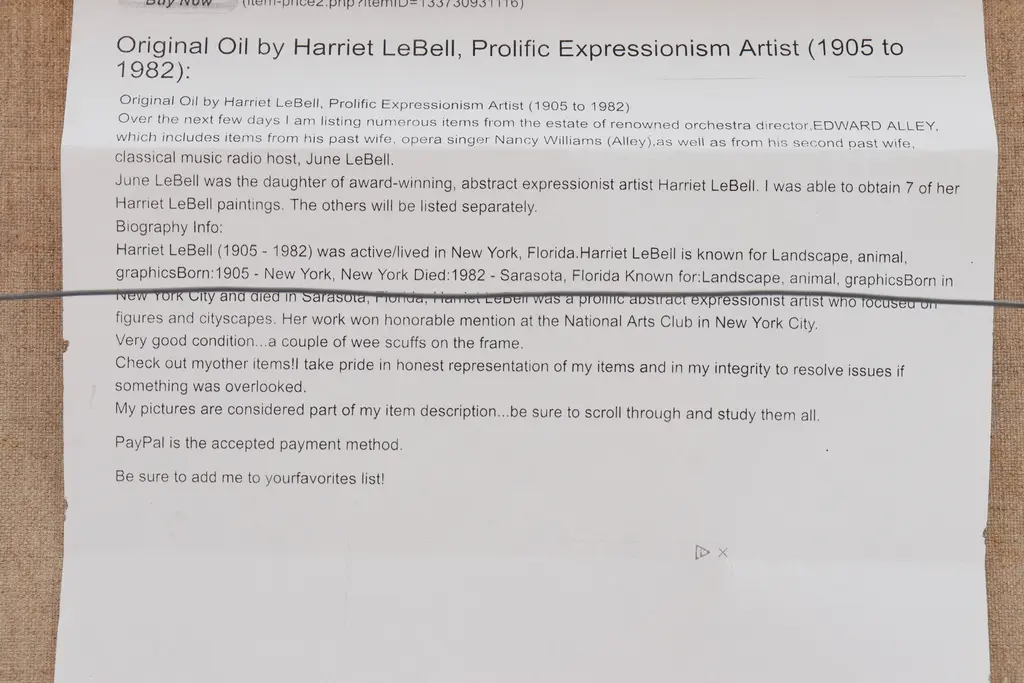 Buy Now (item-price2.php?itemID=133730931116)
Original Oil by Harriet LeBell, Prolific Expressionism Artist (1905 to
1982):
Original Oil by Harriet LeBell, Prolific Expressionism Artist (1905 to 1982)
Over the next few days I am listing numerous items from the estate of renowned orchestra director,EDWARD ALLEY,
which includes items from his past wife, opera singer Nancy Williams (Alley),as well as from his second past wife,
classical music radio host, June LeBell.
June LeBell was the daughter of award-winning, abstract expressionist artist Harriet LeBell. I was able to obtain 7 of her
Harriet LeBell paintings. The others will be listed separately.
Biography Info:
Harriet LeBell (1905 - 1982) was active/lived in New York, Florida.Harriet LeBell is known for Landscape, animal,
graphicsBorn:1905 - New York, New York Died:1982 - Sarasota, Florida Known for:Landscape, animal, graphicsBorn in
New York City and died in Sarasota, Florida, Harriet LeBell was a prolific abstract expressionist artist who focused on
figures and cityscapes. Her work won honorable mention at the National Arts Club in New York City.
Very good condition...a couple of wee scuffs on the frame.
Check out myother items!I take pride in honest representation of my items and in my integrity to resolve issues if
something was overlooked.
My pictures are considered part of my item description...be sure to scroll through and study them all.
PayPal is the accepted payment method.
Be sure to add me to yourfavorites list!